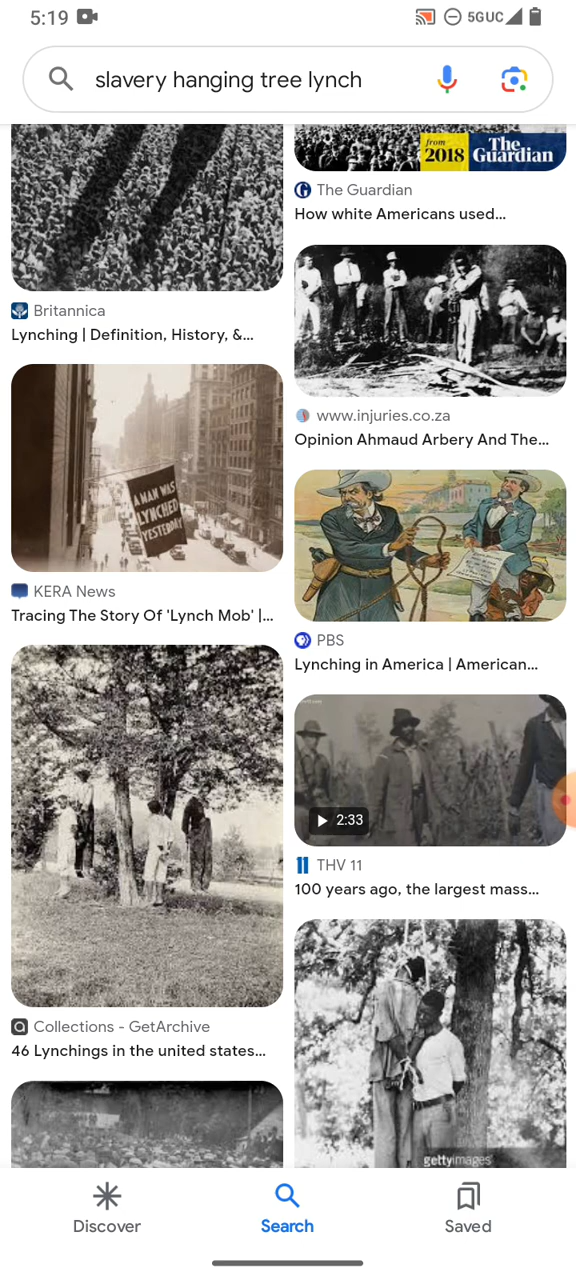 5:19
5GUC
slavery hanging tree lynch
from
2018
The
Guardian
The Guardian
How white Americans used...
Britannica
Lynching | Definition, History, &...
www.injuries.co.za
Opinion Ahmaud Arbery And The...
A MAN WAS
LYNCHED
YESTERDAY
KERA News
Tracing The Story Of 'Lynch Mob' |...
PBS
Lynching in America | American...
2:33
THV 11
100 years ago, the largest mass...
Collections - GetArchive
46 Lynchings in the united states...
gettyimages
Discover
Search
Saved